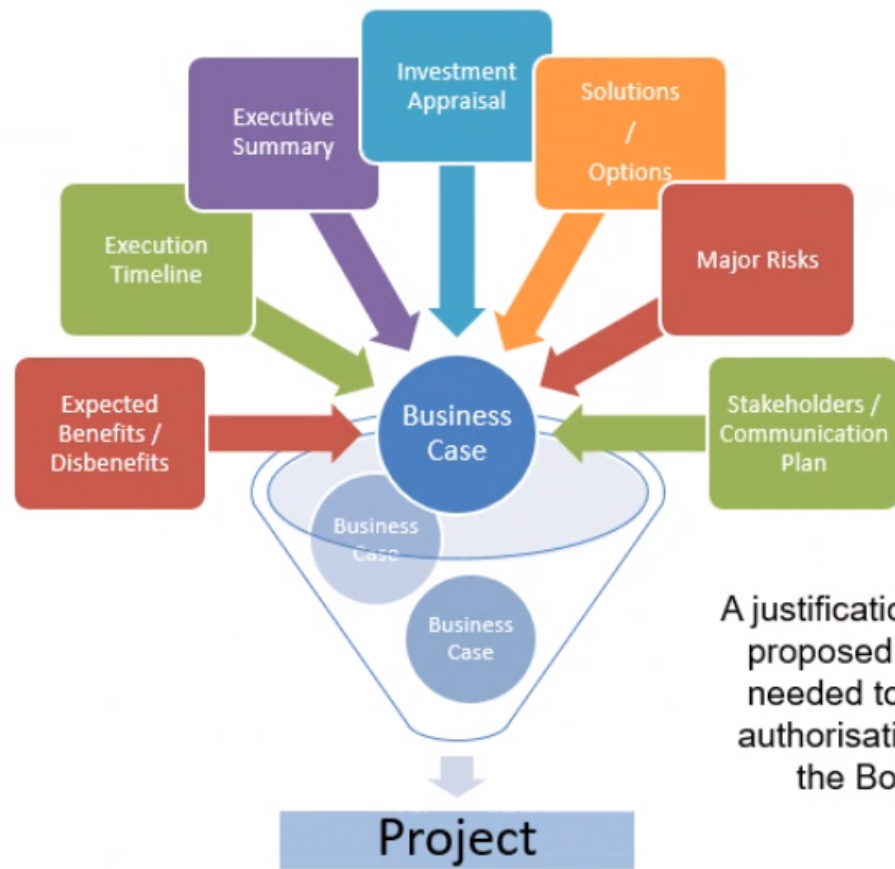 Investment
Appraisal
Executive
Summary
Solutions
/
Options
Execution
Timeline
Major Risks
Expected
Benefits /
Disbenefits
Business
Case
Stakeholders /
Communication
Plan
Business
Case
Business
Case
A justification
proposed
needed to
authorisati
the Bo
Project